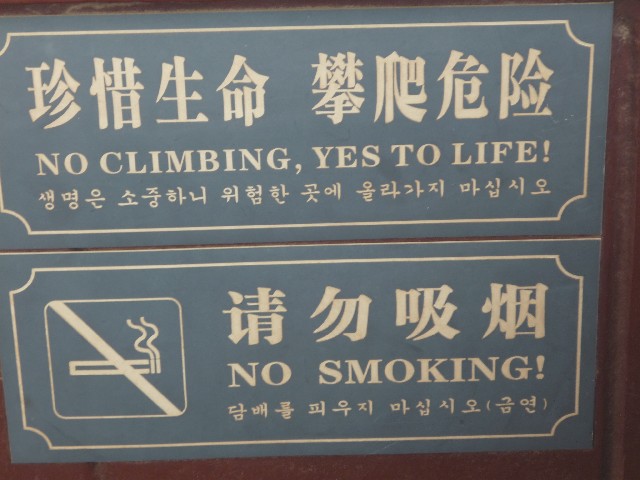 珍惜生命 攀爬危险
NO CLIMBING, YES TO LIFE!
생명은 소중하니 위험한 곳에 올라가지 마십시오
请勿吸烟
NO SMOKING!
담배를 피우지 마십시오(금연)